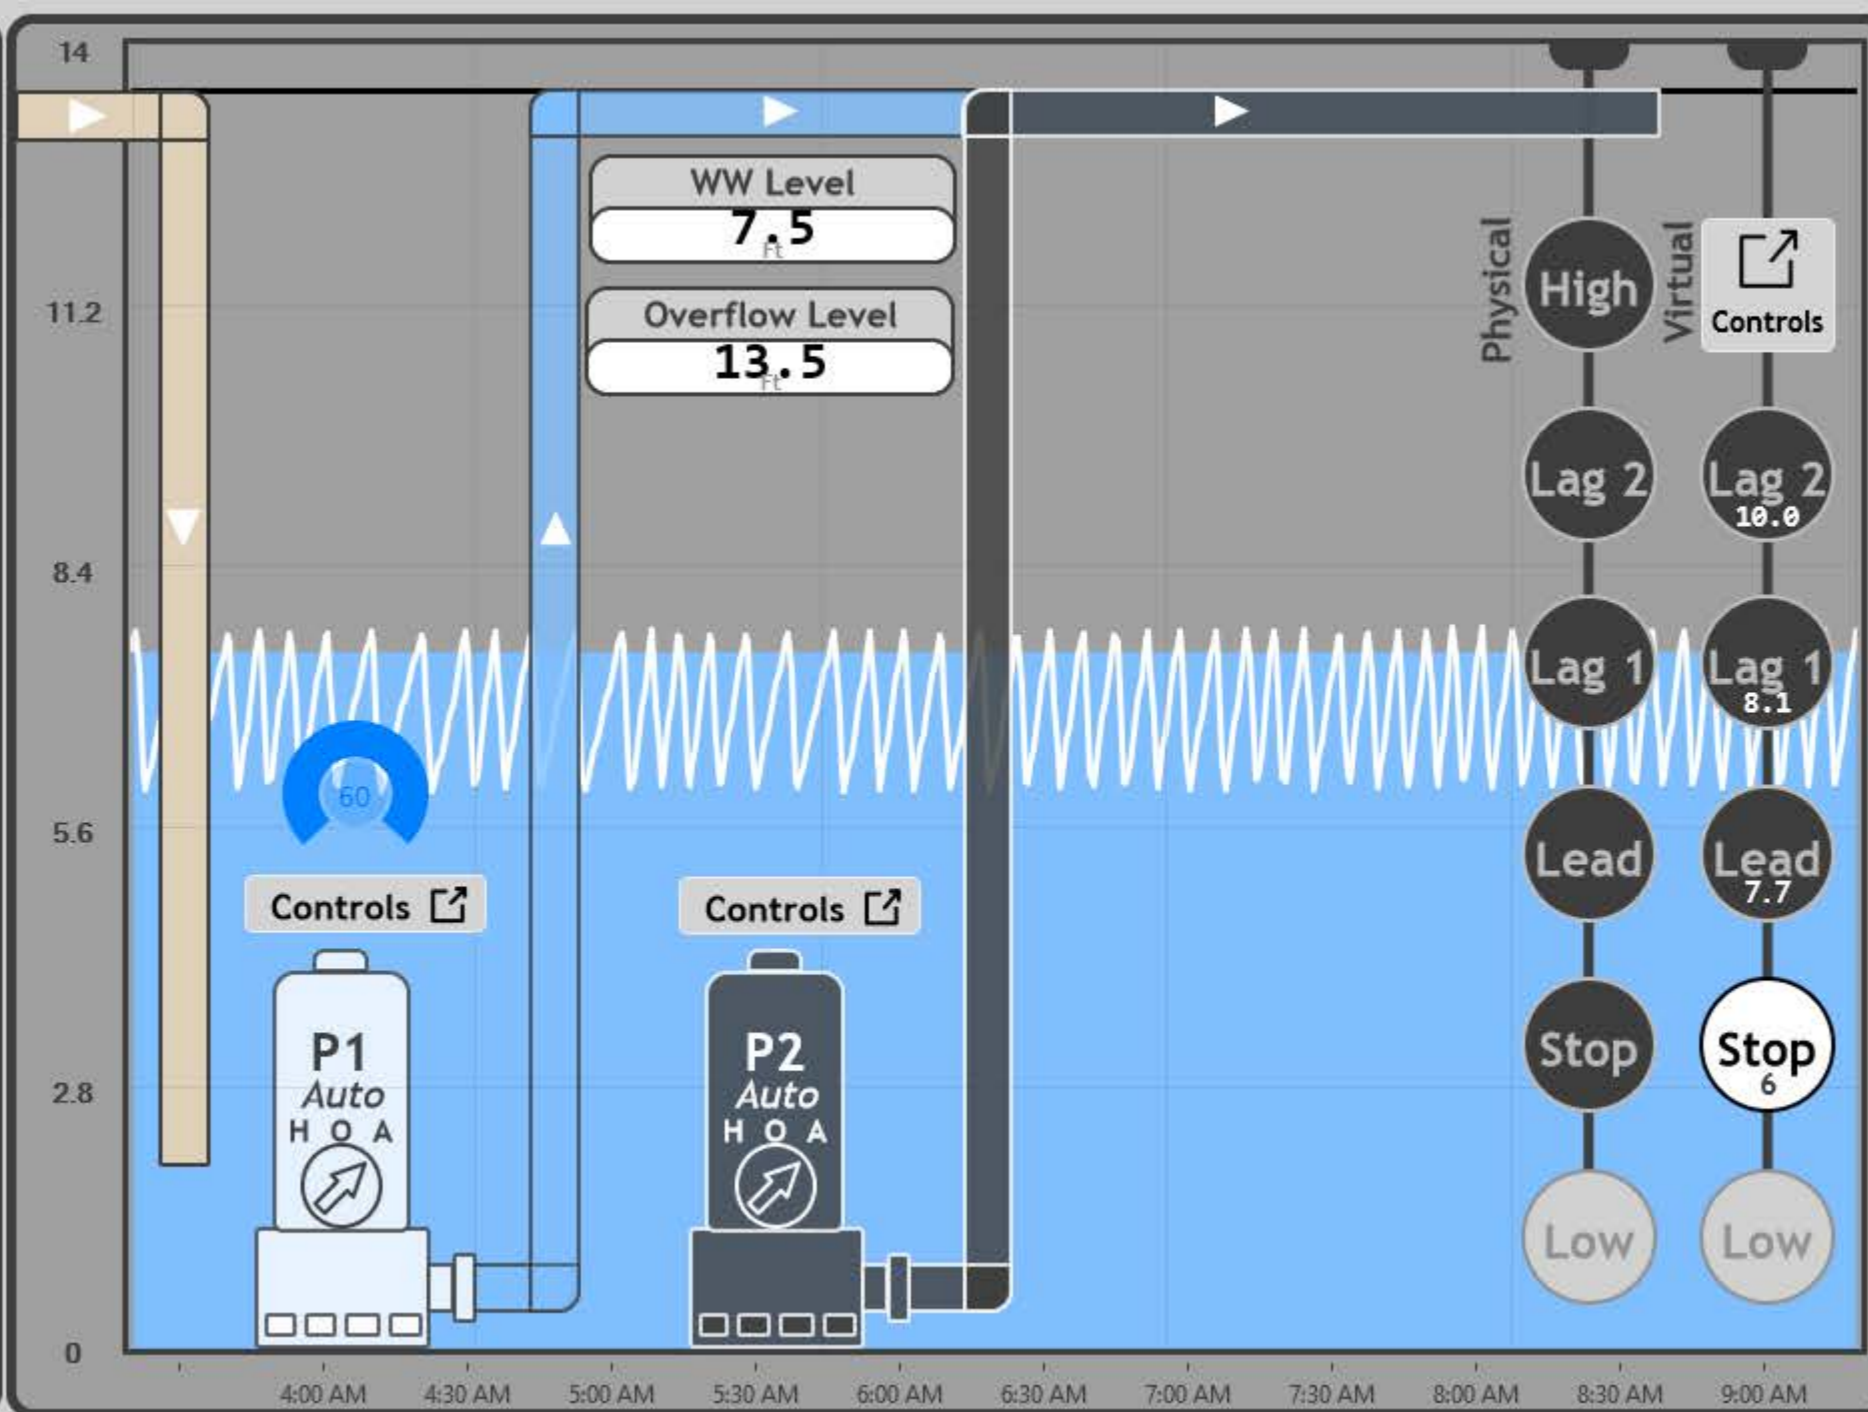 14
11.2
8.4
5.6
2.8
0
WW Level
7.5
Ft
Overflow Level
13.5
Ft
60
Controls
P1
Auto
H O A
Controls
P2
Auto
H O A
Physical
High
Lag 2
Lag 1
Lead
Stop
Low
Virtual
Controls
Lag 2
10.0
Lag 1
8.1
Lead
7.7
Stop
6
Low
4:00 AM 4:30 AM 5:00 AM 5:30 AM 6:00 AM 6:30 AM 7:00 AM 7:30 AM 8:00 AM 8:30 AM 9:00 AM